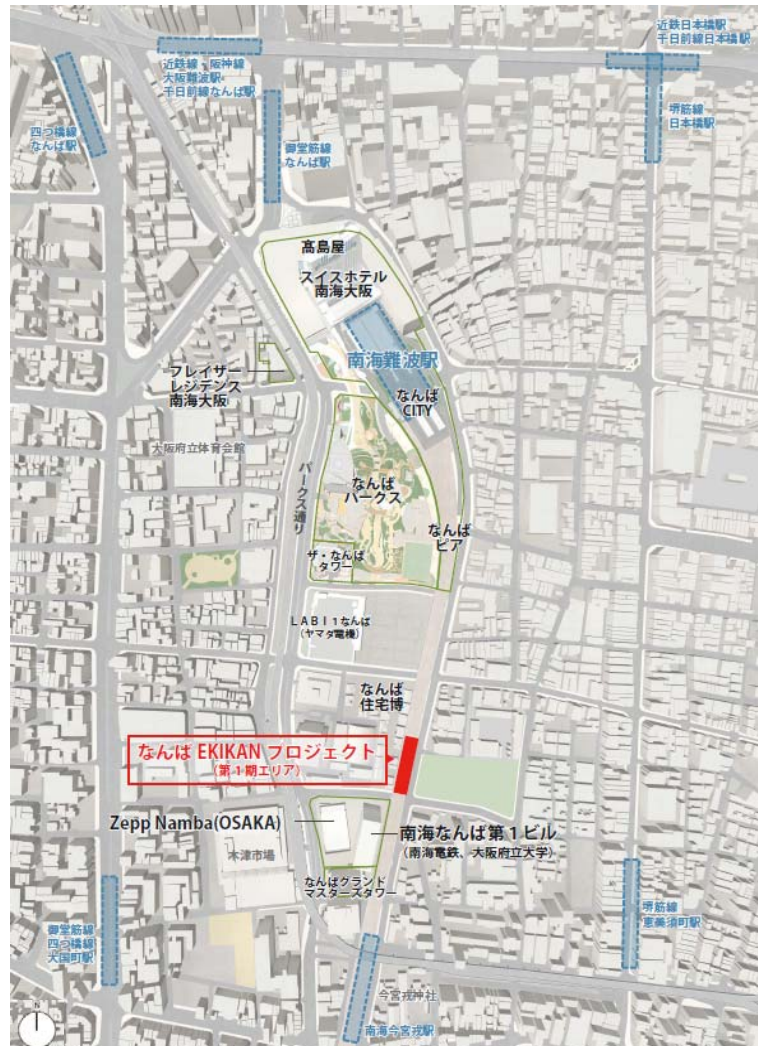 近鉄日本橋駅
千日前線日本橋駅
近鉄線・阪神線
大阪難波駅
千日前線なんば駅
堺筋線
日本橋駅
四つ橋線
なんば駅
御堂筋線
なんば駅
髙島屋
スイスホテル
南海大阪
南海難波駅
フレイザー
レジデンス
南海大阪
なんば
CITY
大阪府立体育会館
パークス通り
なんば
パークス
なんば
ピア
ザ・なんば
タワー
LABI1なんば
(ヤマダ電機)
なんば
住宅博
なんば EKIKAN プロジェクト
(第1期エリア)
Zepp Namba(OSAKA)
南海なんば第1ビル
(南海電鉄、大阪府立大学)
木津市場
なんばグランド
マスターズタワー
御堂筋線
四つ橋線
大国町駅
堺筋線
恵美須町駅
今宮戎神社
南海今宮戎駅
N